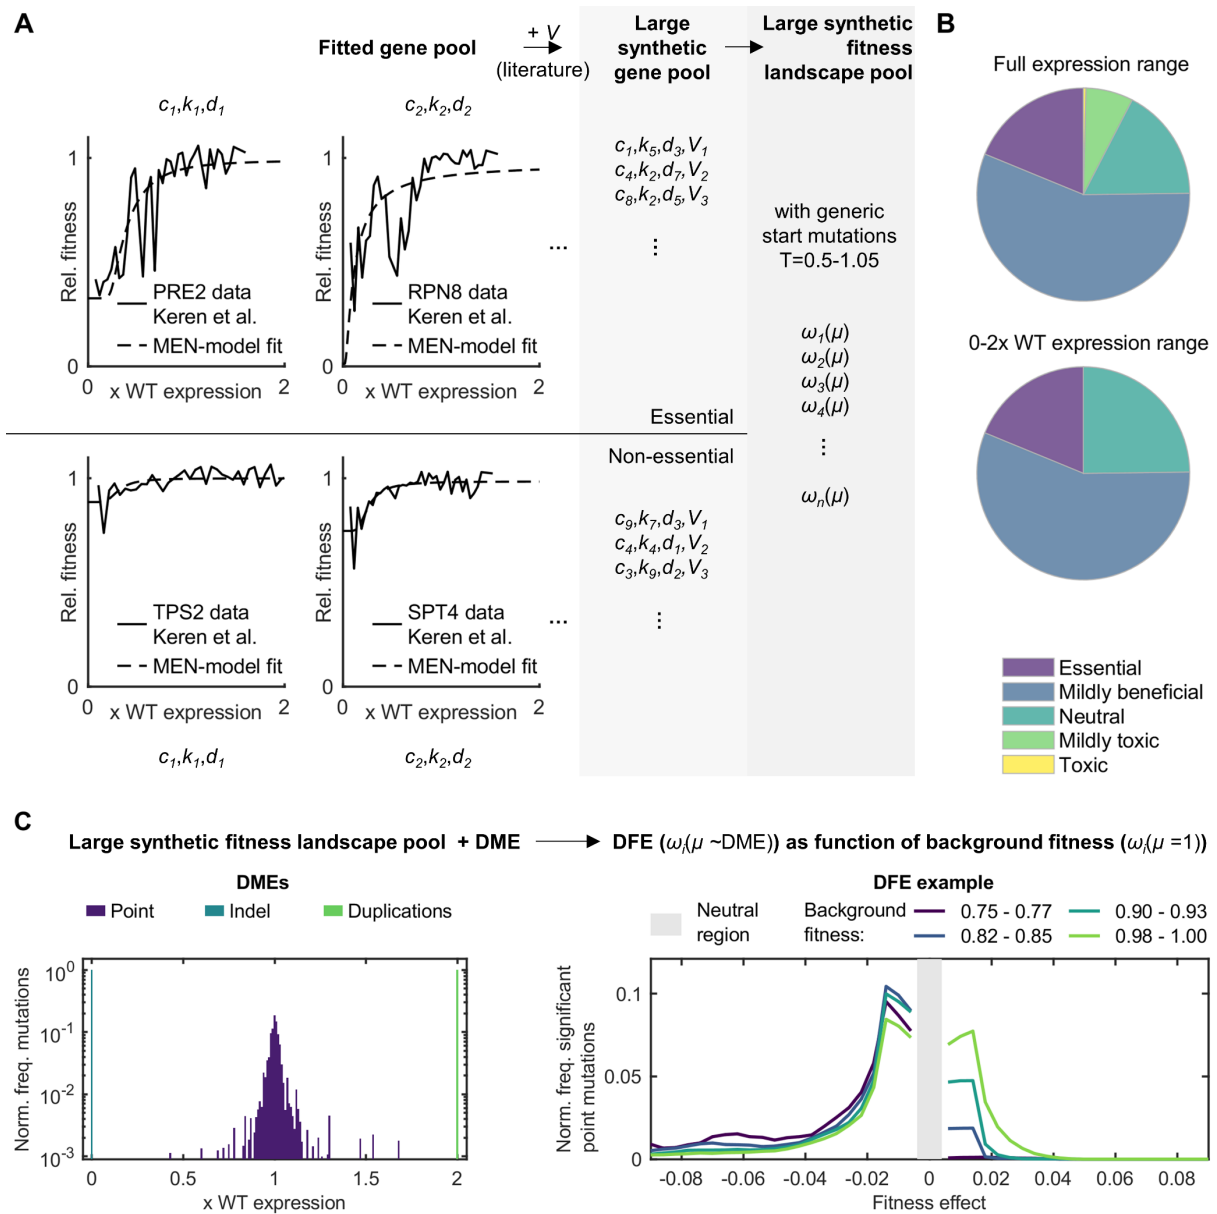 A
Fitted gene pool
+ V
(literature)
Large
synthetic
gene pool
Large synthetic
fitness
landscape pool
c1,k1,d1
c2,k2,d2
Rel. fitness
1
0
PRE2 data
Keren et al.
MEN-model fit
0
x WT expression
2
Rel. fitness
1
0
RPN8 data
Keren et al.
MEN-model fit
0
x WT expression
2
...
c1,k5,d3,V1
c4,k2,d7,V2
c8,k2,d5,V3
⋮
Essential
Non-essential
with generic
start mutations
T=0.5-1.05
ω1(μ)
ω2(μ)
ω3(μ)
ω4(μ)
⋮
ωn(μ)
Rel. fitness
1
0
TPS2 data
Keren et al.
MEN-model fit
0
x WT expression
2
c1,k1,d1
Rel. fitness
1
0
SPT4 data
Keren et al.
MEN-model fit
0
x WT expression
2
c2,k2,d2
...
c9,k7,d3,V1
c4,k4,d1,V2
c3,k9,d2,V3
⋮
B
Full expression range
0-2x WT expression range
Essential
Mildly beneficial
Neutral
Mildly toxic
Toxic
C
Large synthetic fitness landscape pool + DME
DFE (ωi(μ ~DME)) as function of background fitness (ωi(μ =1))
DMEs
Point
Indel
Duplications
Norm. freq. mutations
10^0
10^-1
10^-2
10^-3
0
0.5
1
1.5
2
x WT expression
DFE example
Neutral
region
Background
fitness:
0.75 - 0.77
0.82 - 0.85
0.90 - 0.93
0.98 - 1.00
Norm. freq. significant
point mutations
0.1
0.05
0
-0.08
-0.06
-0.04
-0.02
0
0.02
0.04
0.06
0.08
Fitness effect